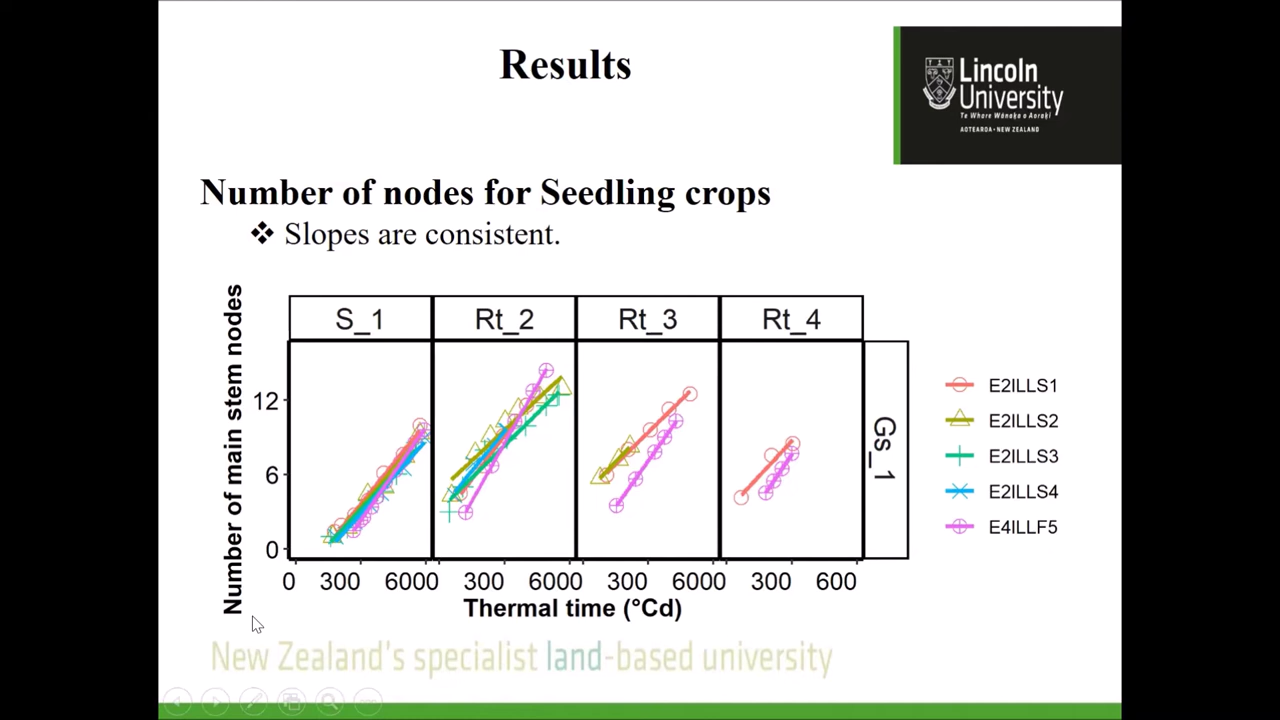 Results
Lincoln
University
Te Whare Wānaka o Aoraki
AOTEAROA • NEW ZEALAND
Number of nodes for Seedling crops
❖ Slopes are consistent.
Number of main stem nodes
S_1 Rt_2 Rt_3 Rt_4
12
6
0
Gs_1
E2ILLS1
E2ILLS2
E2ILLS3
E2ILLS4
E4ILLF5
0 300 6000 300 6000 300 6000 300 600
Thermal time (°Cd)
New Zealand's specialist land-based university